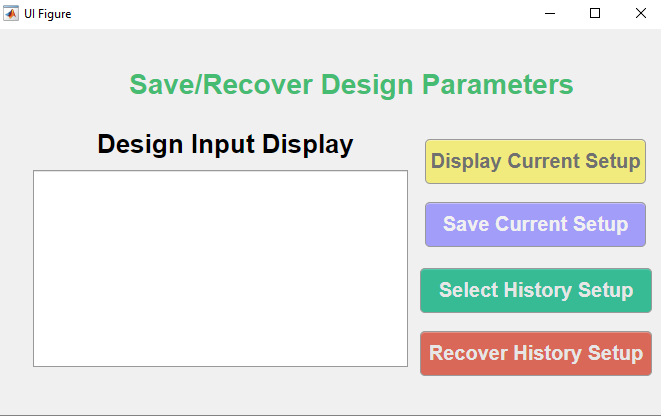 UI Figure
Save/Recover Design Parameters
Design Input Display
Display Current Setup
Save Current Setup
Select History Setup
Recover History Setup